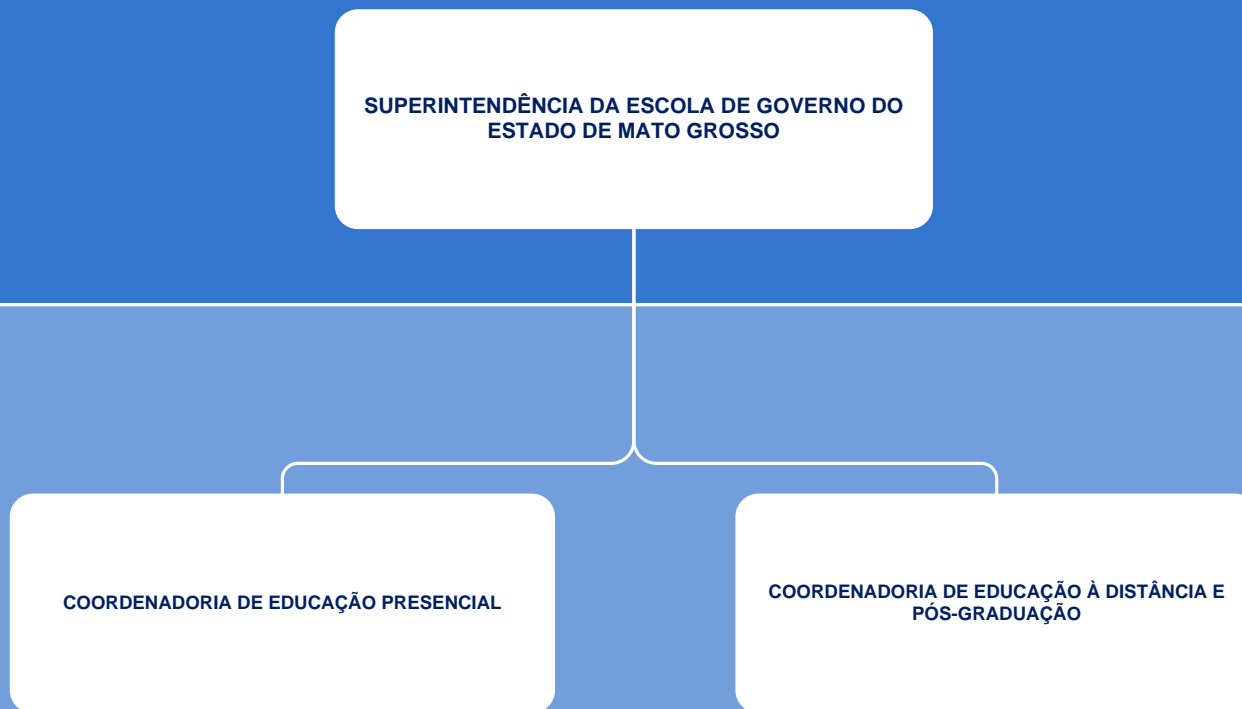 SUPERINTENDÊNCIA DA ESCOLA DE GOVERNO DO
ESTADO DE MATO GROSSO
COORDENADORIA DE EDUCAÇÃO PRESENCIAL
COORDENADORIA DE EDUCAÇÃO À DISTÂNCIA E
PÓS-GRADUAÇÃO